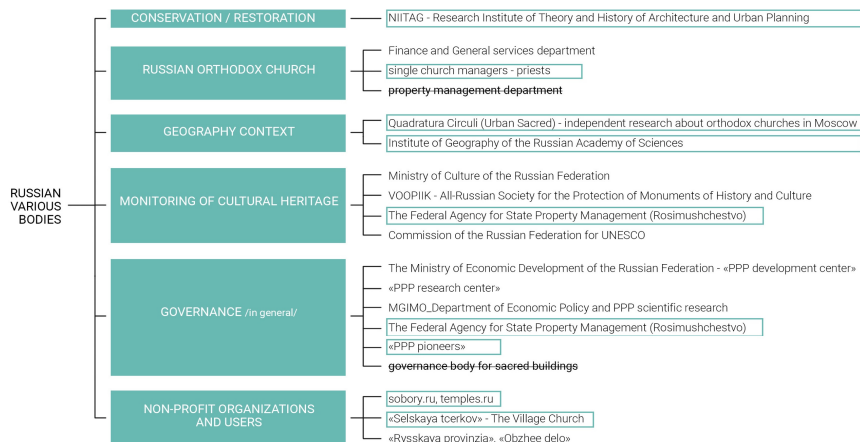 CONSERVATION / RESTORATION
NIITAG - Research Institute of Theory and History of Architecture and Urban Planning
RUSSIAN ORTHODOX CHURCH
Finance and General services department
single church managers - priests
property management department
GEOGRAPHY CONTEXT
Quadratura Circuli (Urban Sacred) - independent research about orthodox churches in Moscow
Institute of Geography of the Russian Academy of Sciences
RUSSIAN
VARIOUS
BODIES
MONITORING OF CULTURAL HERITAGE
Ministry of Culture of the Russian Federation
VOOPIIK - All-Russian Society for the Protection of Monuments of History and Culture
The Federal Agency for State Property Management (Rosimushchestvo)
Commission of the Russian Federation for UNESCO
GOVERNANCE /in general/
The Ministry of Economic Development of the Russian Federation - «PPP development center»
«PPP research center»
MGIMO_Department of Economic Policy and PPP scientific research
The Federal Agency for State Property Management (Rosimushchestvo)
«PPP pioneers»
governance body for sacred buildings
NON-PROFIT ORGANIZATIONS
AND USERS
sobory.ru, temples.ru
«Selskaya tcerkov» - The Village Church
«Rysskaya provinzia», «Obzhee delo»